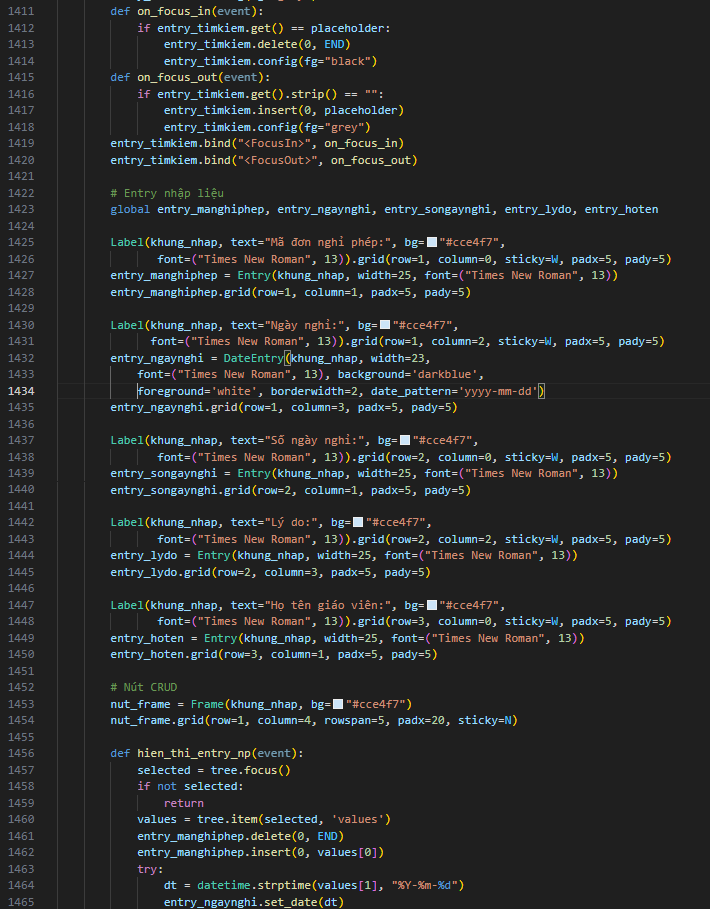 1411 def on_focus_in(event):
1412 if entry_timkiem.get() == placeholder:
1413 entry_timkiem.delete(0, END)
1414 entry_timkiem.config(fg="black")
1415 def on_focus_out(event):
1416 if entry_timkiem.get().strip() == "":
1417 entry_timkiem.insert(0, placeholder)
1418 entry_timkiem.config(fg="grey")
1419 entry_timkiem.bind("<FocusIn>", on_focus_in)
1420 entry_timkiem.bind("<FocusOut>", on_focus_out)
1421
1422 # Entry nhập liệu
1423 global entry_manghiphep, entry_ngaynghi, entry_songaynghi, entry_lydo, entry_hoten
1424
1425 Label(khung_nhap, text="Mã đơn nghỉ phép:", bg="#cce4f7",
1426 font=("Times New Roman", 13)).grid(row=1, column=0, sticky=W, padx=5, pady=5)
1427 entry_manghiphep = Entry(khung_nhap, width=25, font=("Times New Roman", 13))
1428 entry_manghiphep.grid(row=1, column=1, padx=5, pady=5)
1429
1430 Label(khung_nhap, text="Ngày nghỉ:", bg="#cce4f7",
1431 font=("Times New Roman", 13)).grid(row=1, column=2, sticky=W, padx=5, pady=5)
1432 entry_ngaynghi = DateEntry(khung_nhap, width=23,
1433 font=("Times New Roman", 13), background='darkblue',
1434 foreground='white', borderwidth=2, date_pattern='yyyy-mm-dd')
1435 entry_ngaynghi.grid(row=1, column=3, padx=5, pady=5)
1436
1437 Label(khung_nhap, text="Số ngày nghỉ:", bg="#cce4f7",
1438 font=("Times New Roman", 13)).grid(row=2, column=0, sticky=W, padx=5, pady=5)
1439 entry_songaynghi = Entry(khung_nhap, width=25, font=("Times New Roman", 13))
1440 entry_songaynghi.grid(row=2, column=1, padx=5, pady=5)
1441
1442 Label(khung_nhap, text="Lý do:", bg="#cce4f7",
1443 font=("Times New Roman", 13)).grid(row=2, column=2, sticky=W, padx=5, pady=5)
1444 entry_lydo = Entry(khung_nhap, width=25, font=("Times New Roman", 13))
1445 entry_lydo.grid(row=2, column=3, padx=5, pady=5)
1446
1447 Label(khung_nhap, text="Họ tên giáo viên:", bg="#cce4f7",
1448 font=("Times New Roman", 13)).grid(row=3, column=0, sticky=W, padx=5, pady=5)
1449 entry_hoten = Entry(khung_nhap, width=25, font=("Times New Roman", 13))
1450 entry_hoten.grid(row=3, column=1, padx=5, pady=5)
1451
1452 # Nút CRUD
1453 nut_frame = Frame(khung_nhap, bg="#cce4f7")
1454 nut_frame.grid(row=1, column=4, rowspan=5, padx=20, sticky=N)
1455
1456 def hien_thi_entry_np(event):
1457 selected = tree.focus()
1458 if not selected:
1459 return
1460 values = tree.item(selected, 'values')
1461 entry_manghiphep.delete(0, END)
1462 entry_manghiphep.insert(0, values[0])
1463 try:
1464 dt = datetime.strptime(values[1], "%Y-%m-%d")
1465 entry_ngaynghi.set_date(dt)